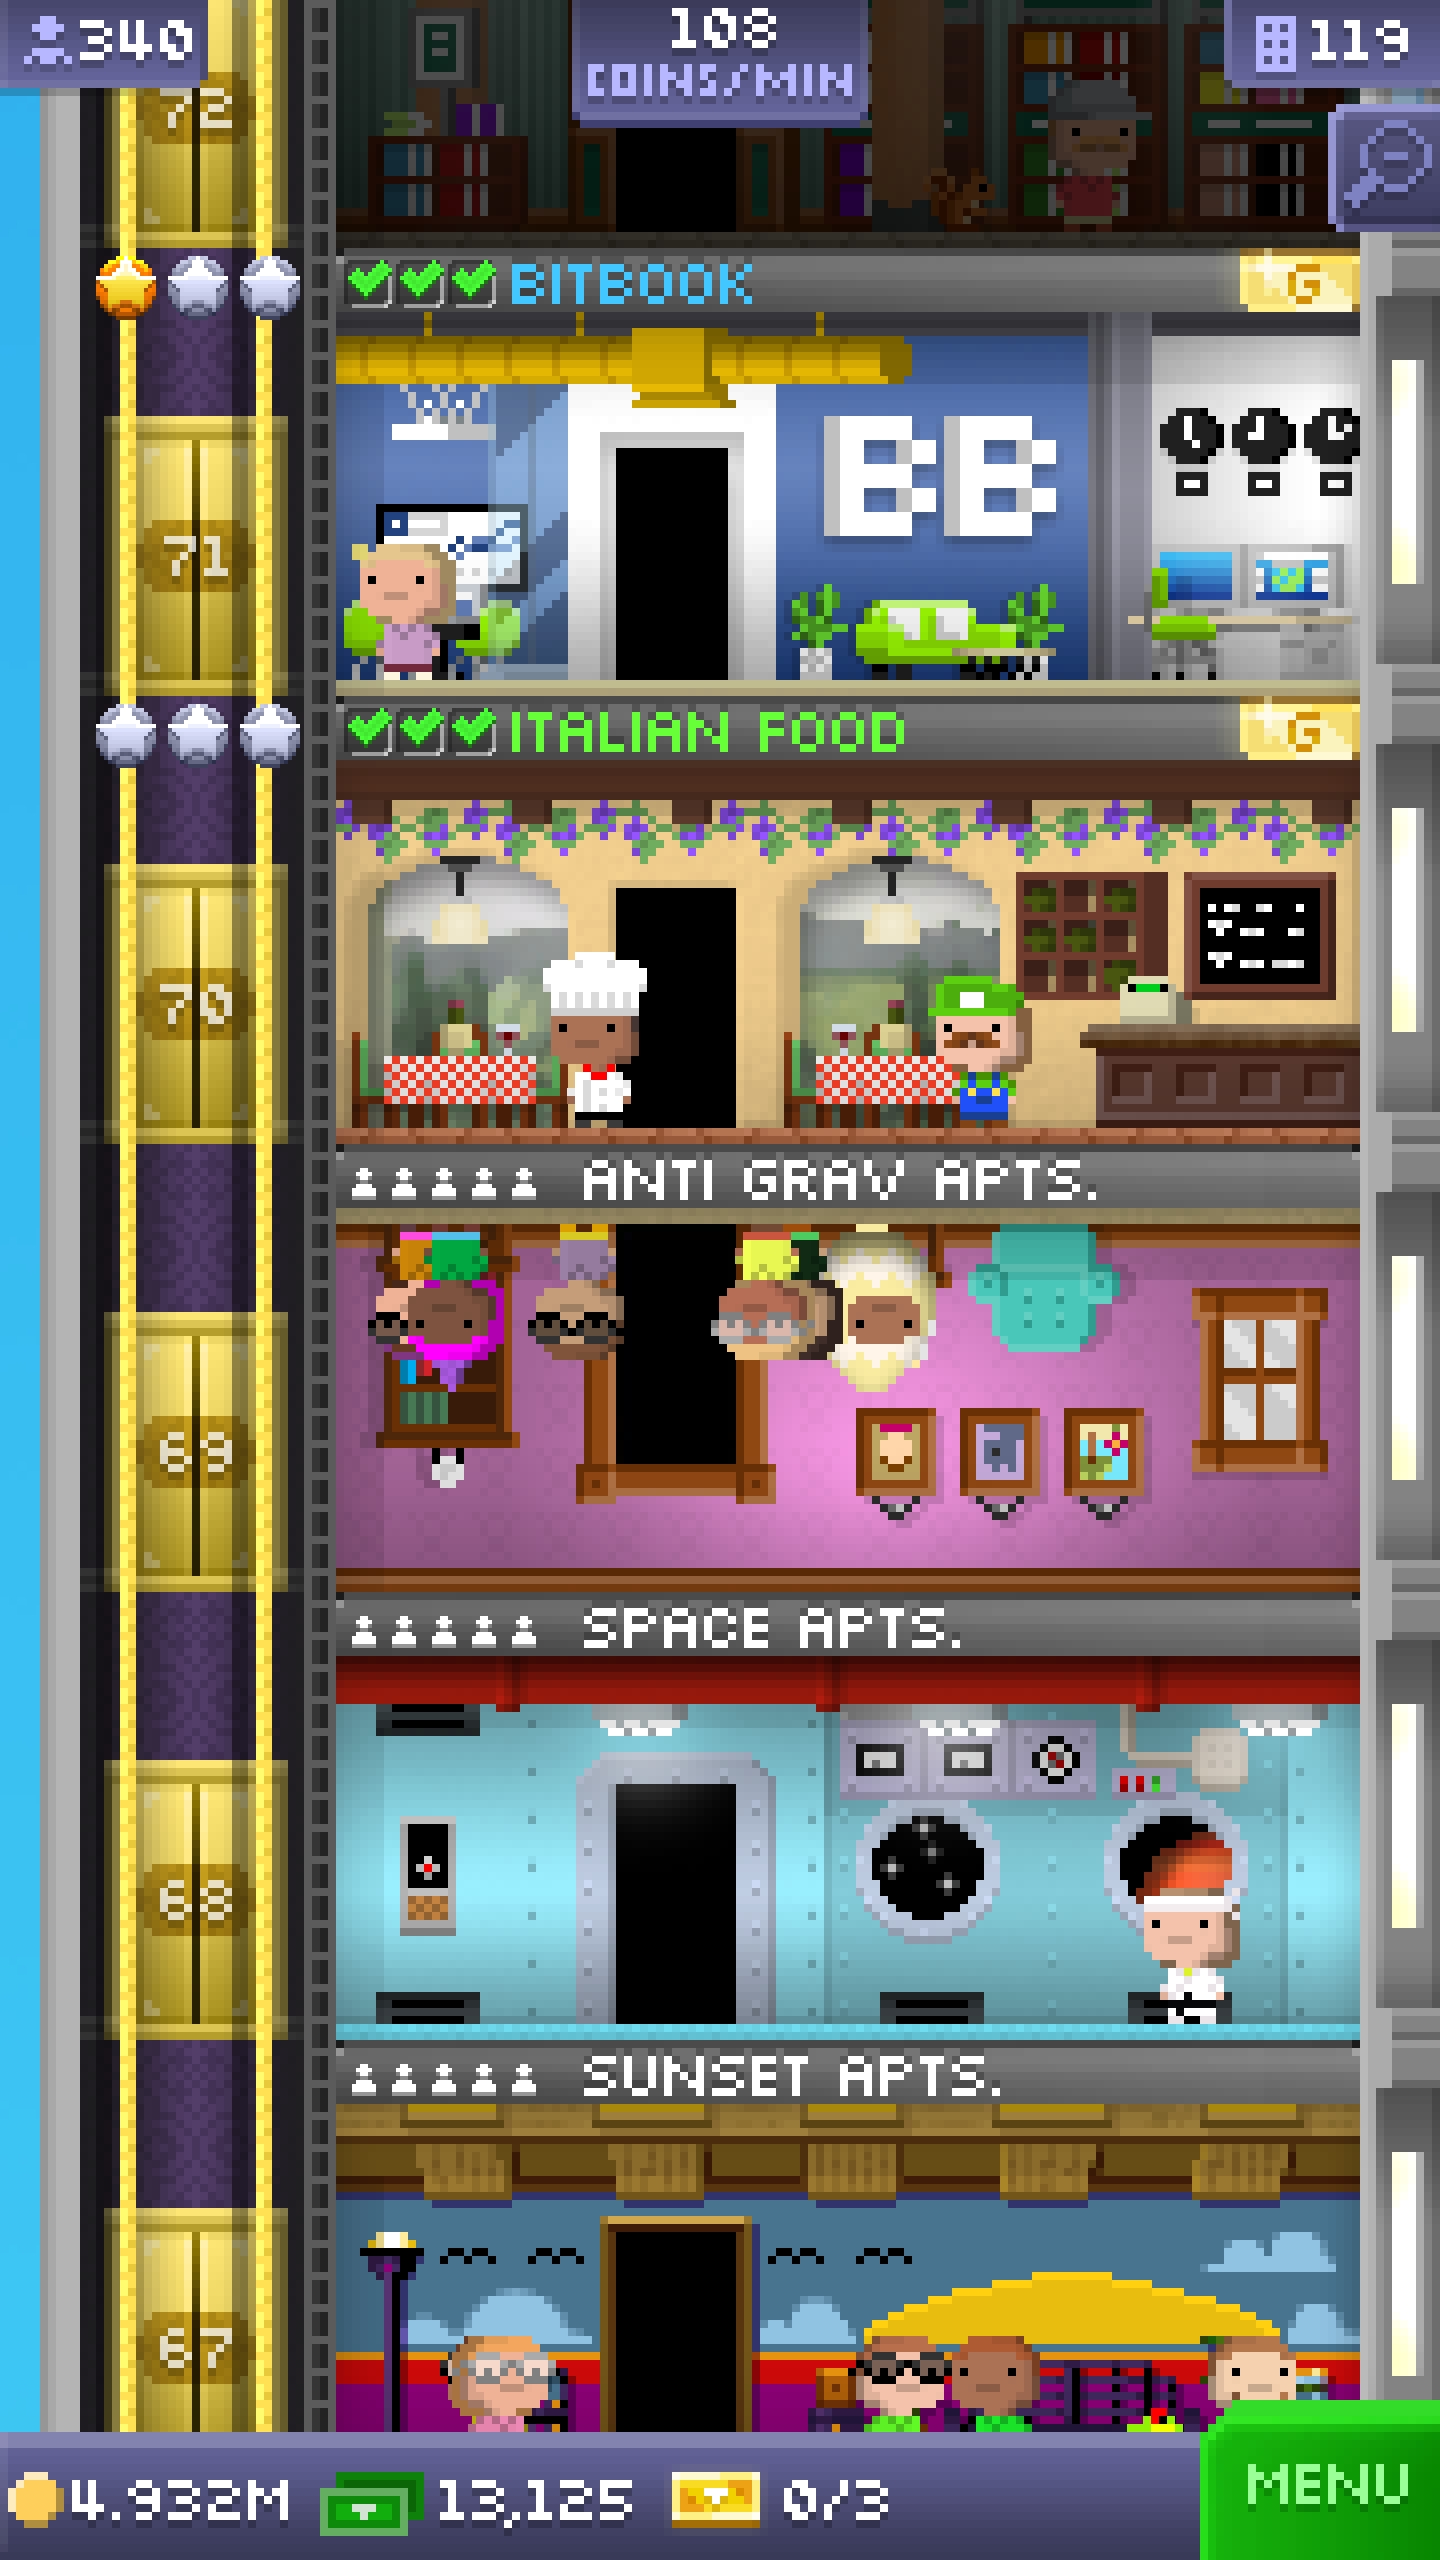 340
108
COINS/MIN
119
72
BITBOOK
G
71
BB
ITALIAN FOOD
G
70
ANTI GRAV APTS.
69
SPACE APTS.
68
SUNSET APTS.
67
4.932M
13,125
0/3
MENU